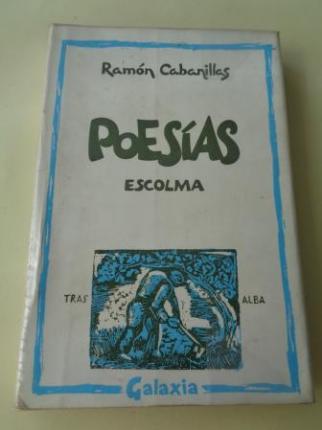 Ramón Cabanillas
POESÍAS
ESCOLMA
TRAS ALBA
Galaxia